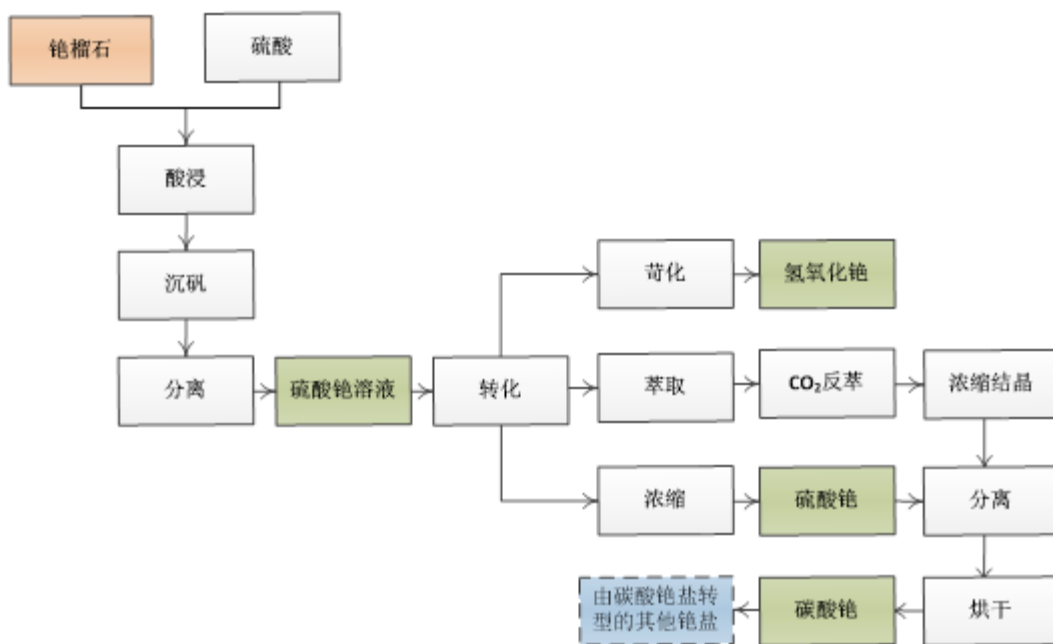 铯榴石
硫酸
酸浸
沉矾
分离
硫酸铯溶液
转化
苛化
氢氧化铯
萃取
CO₂反萃
浓缩结晶
浓缩
硫酸铯
分离
由碳酸铯盐转
型的其他铯盐
碳酸铯
烘干